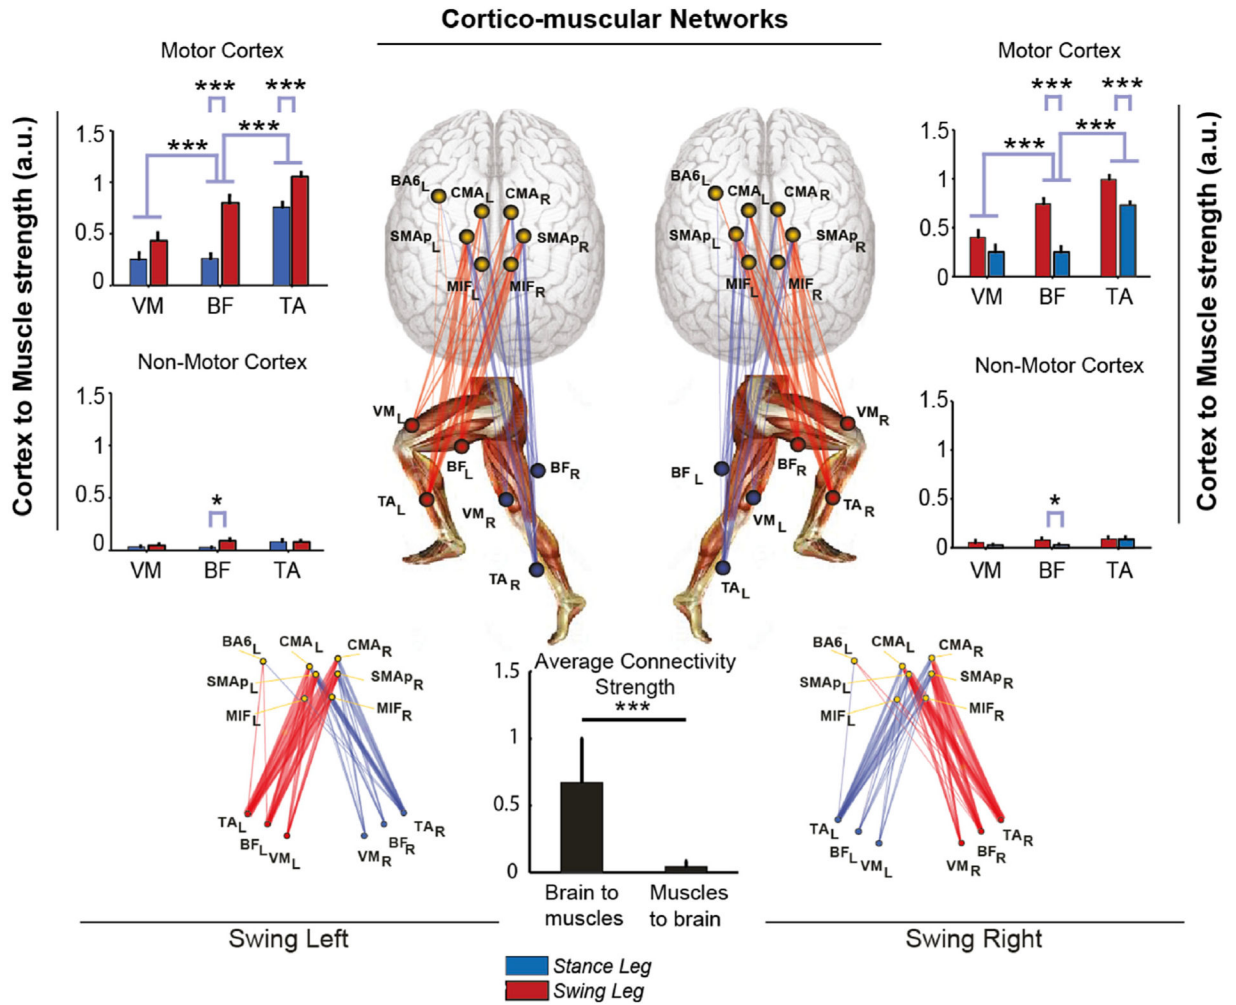 Cortico-muscular Networks
Motor Cortex
*** ***
*** ***
Cortex to Muscle strength (a.u.)
1.5
1
0.5
0
VM BF TA
Non-Motor Cortex
1.5
1
0.5
0
*
VM BF TA
BA6L CMAL CMAR
SMApL SMApR
MIFL MIFR
VML
BFL BFR
TAL VMR
TAR
BA6L CMAL CMAR
SMApL SMApR
MIFL MIFR
VMR
BFL BFR
VML TAR
TAL
Motor Cortex
*** ***
*** ***
Cortex to Muscle strength (a.u.)
1.5
1
0.5
0
VM BF TA
Non-Motor Cortex
1.5
1
0.5
0
*
VM BF TA
BA6L CMAL CMAR
SMApL SMApR
MIFL MIFR
TAL TAR
BFL BFR
VML VMR
Average Connectivity
Strength
***
1.5
1
0.5
0
Brain to Muscles
muscles to brain
BA6L CMAL CMAR
SMApL SMApR
MIFL MIFR
TAL TAR
BFL BFR
VML VMR
Swing Left
Swing Right
Stance Leg
Swing Leg